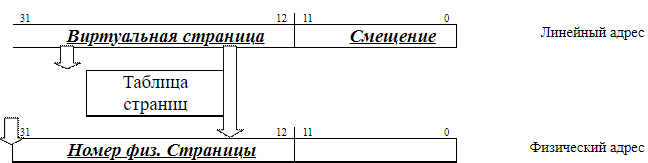 31 12 11 0
Виртуальная страница Смещение Линейный адрес
Таблица
страниц
31 12 11 0
Номер физ. Страницы Физический адрес